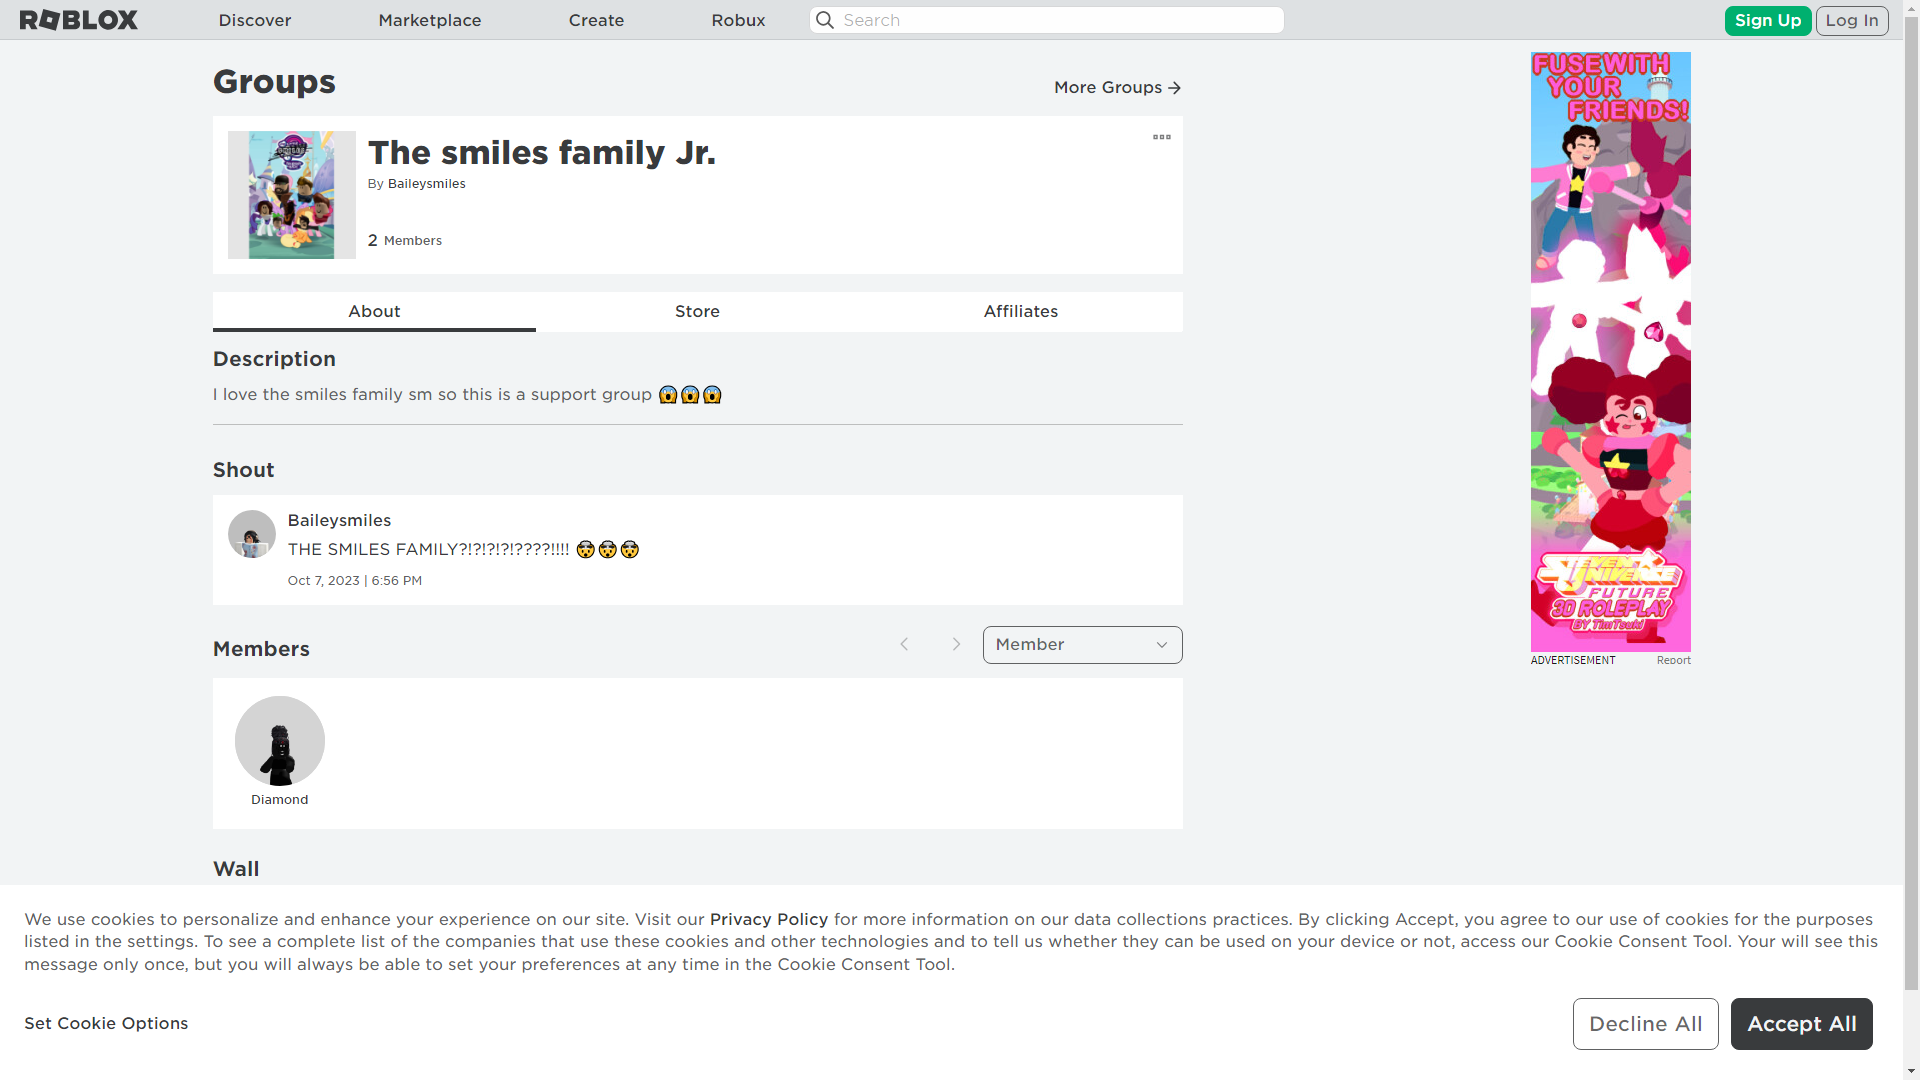 ROBLOX Discover Marketplace Create Robux Search Sign Up Log In
Groups
More Groups
The smiles family Jr.
By Baileysmiles
2 Members
About Store Affiliates
Description
I love the smiles family sm so this is a support group 😱😱😱
Shout
Baileysmiles
THE SMILES FAMILY?!?!?!?!????!!!! 🤯🤯🤯
Oct 7, 2023 | 6:56 PM
Members
Member
Diamond
Wall
FUSE WITH
YOUR
FRIENDS!
STEVEN
UNIVERSE
FUTURE
3D ROLEPLAY
BY TimTsuki
ADVERTISEMENT Report
We use cookies to personalize and enhance your experience on our site. Visit our Privacy Policy for more information on our data collections practices. By clicking Accept, you agree to our use of cookies for the purposes
listed in the settings. To see a complete list of the companies that use these cookies and other technologies and to tell us whether they can be used on your device or not, access our Cookie Consent Tool. Your will see this
message only once, but you will always be able to set your preferences at any time in the Cookie Consent Tool.
Set Cookie Options
Decline All
Accept All